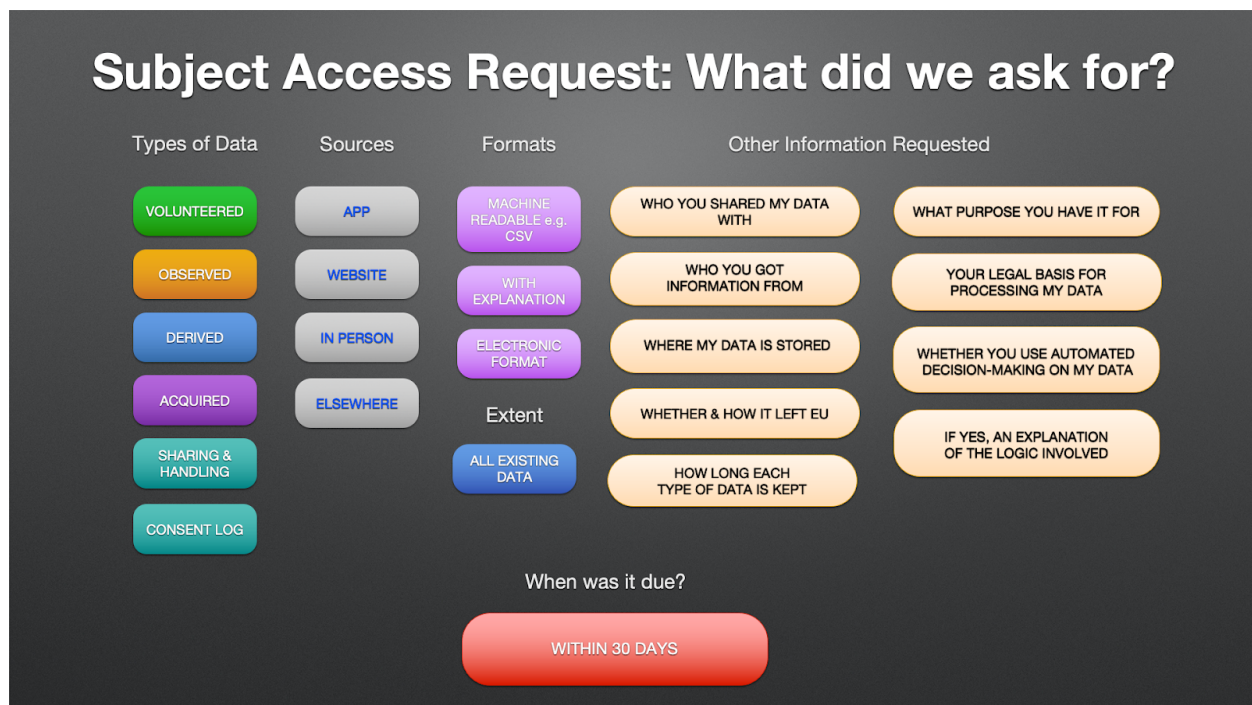 Subject Access Request: What did we ask for?
Types of Data
VOLUNTEERED
OBSERVED
DERIVED
ACQUIRED
SHARING &
HANDLING
CONSENT LOG
Sources
APP
WEBSITE
IN PERSON
ELSEWHERE
Formats
MACHINE
READABLE e.g.
CSV
WITH
EXPLANATION
ELECTRONIC
FORMAT
Extent
ALL EXISTING
DATA
Other Information Requested
WHO YOU SHARED MY DATA
WITH
WHO YOU GOT
INFORMATION FROM
WHERE MY DATA IS STORED
WHETHER & HOW IT LEFT EU
HOW LONG EACH
TYPE OF DATA IS KEPT
WHAT PURPOSE YOU HAVE IT FOR
YOUR LEGAL BASIS FOR
PROCESSING MY DATA
WHETHER YOU USE AUTOMATED
DECISION-MAKING ON MY DATA
IF YES, AN EXPLANATION
OF THE LOGIC INVOLVED
When was it due?
WITHIN 30 DAYS